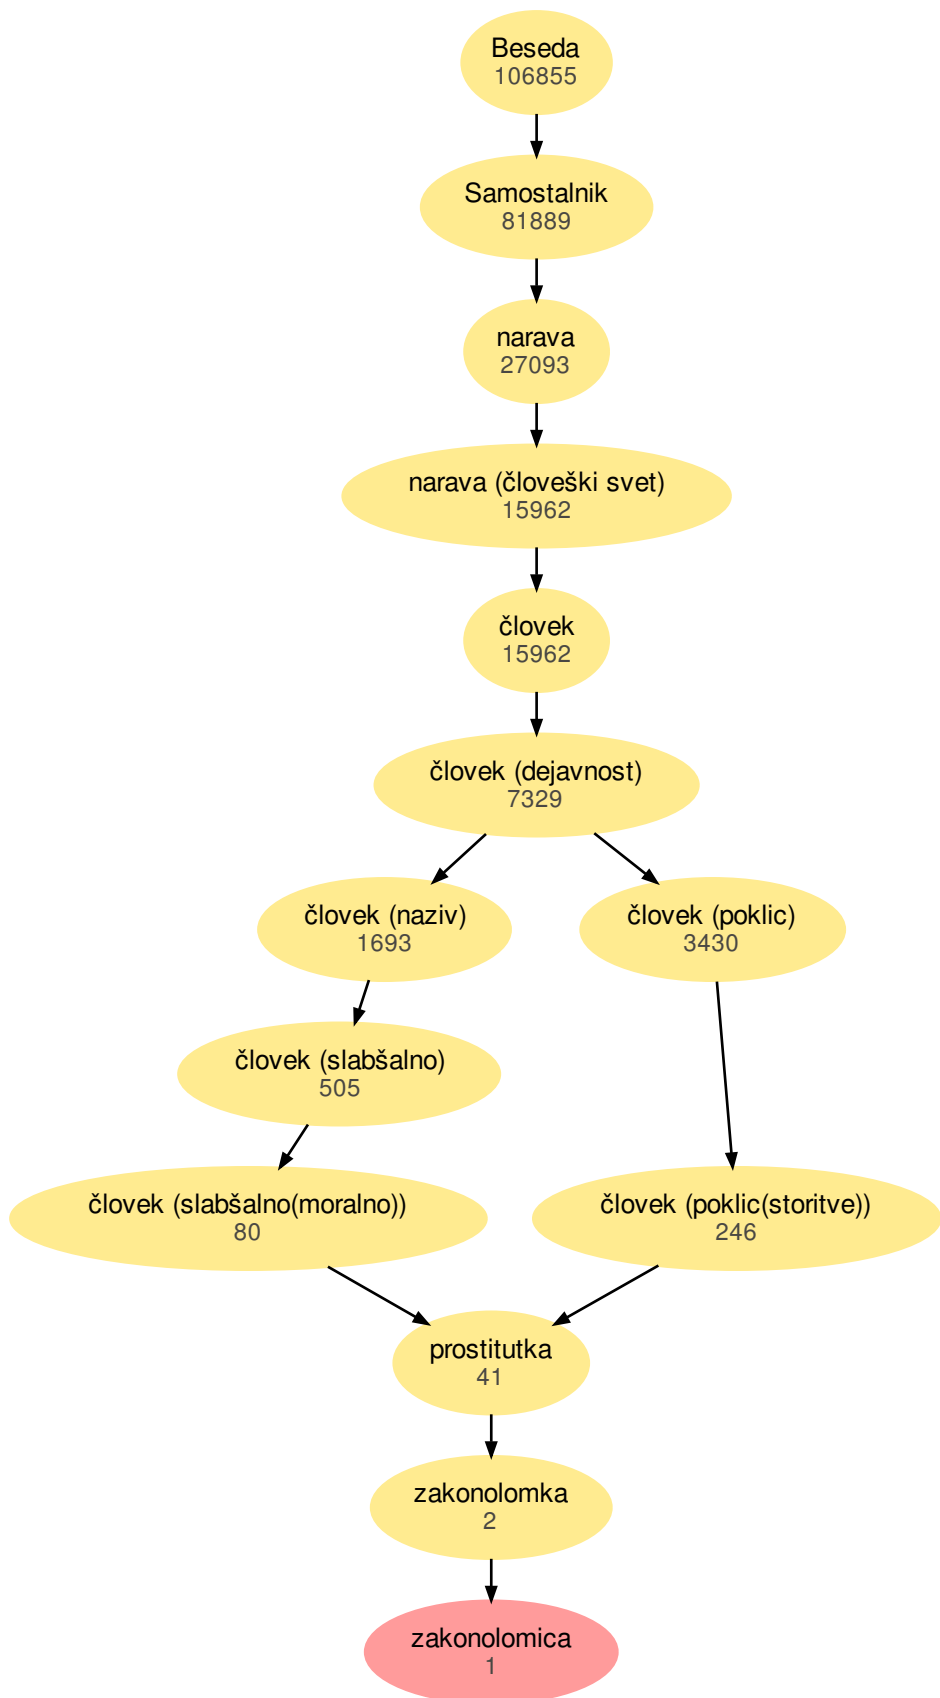 Beseda
106855
Samostalnik
81889
narava
27093
narava (človeški svet)
15962
človek
15962
človek (dejavnost)
7329
človek (naziv)
1693
človek (poklic)
3430
človek (slabšalno)
505
človek (slabšalno(moralno))
80
človek (poklic(storitve))
246
prostitutka
41
zakonolomka
2
zakonolomica
1